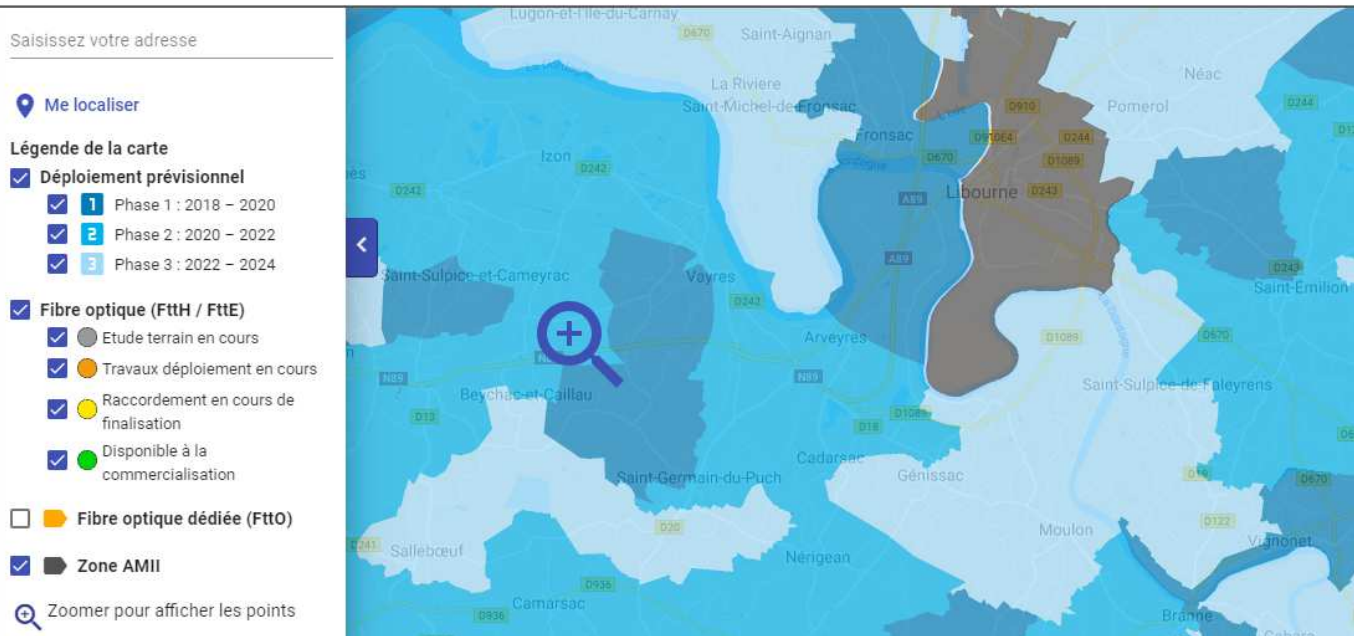 Saisissez votre adresse
Me localiser
Légende de la carte
Déploiement prévisionnel
1 Phase 1 : 2018 – 2020
2 Phase 2 : 2020 – 2022
3 Phase 3 : 2022 – 2024
Fibre optique (FttH / FttE)
Etude terrain en cours
Travaux déploiement en cours
Raccordement en cours de
finalisation
Disponible à la
commercialisation
Fibre optique dédiée (FttO)
Zone AMII
Zoomer pour afficher les points
Lugon-et-l'Île-du-Carnay
D670
Saint-Aignan
La Riviere
Néac
Saint-Michel-de-Fronsac
D910
Pomerol
D244
Fronsac
D910E4
D244
Izon
D242
D670
D1089
D242
A89
Libourne
D243
A89
D243
Saint-Sulpice-et-Cameyrac
Vayres
D242
Saint-Émilion
Arveyres
D1089
D670
N89
N89
Saint-Sulpice-de-Faleyrens
Beychac-et-Caillau
D13
D18
D1089
Cadarsac
Génissac
Saint-Germain-du-Puch
D19
D670
D20
D122
Moulon
Vignonet
D241
Sallebœuf
Nérigean
D936
Camarsac
D936
Branne